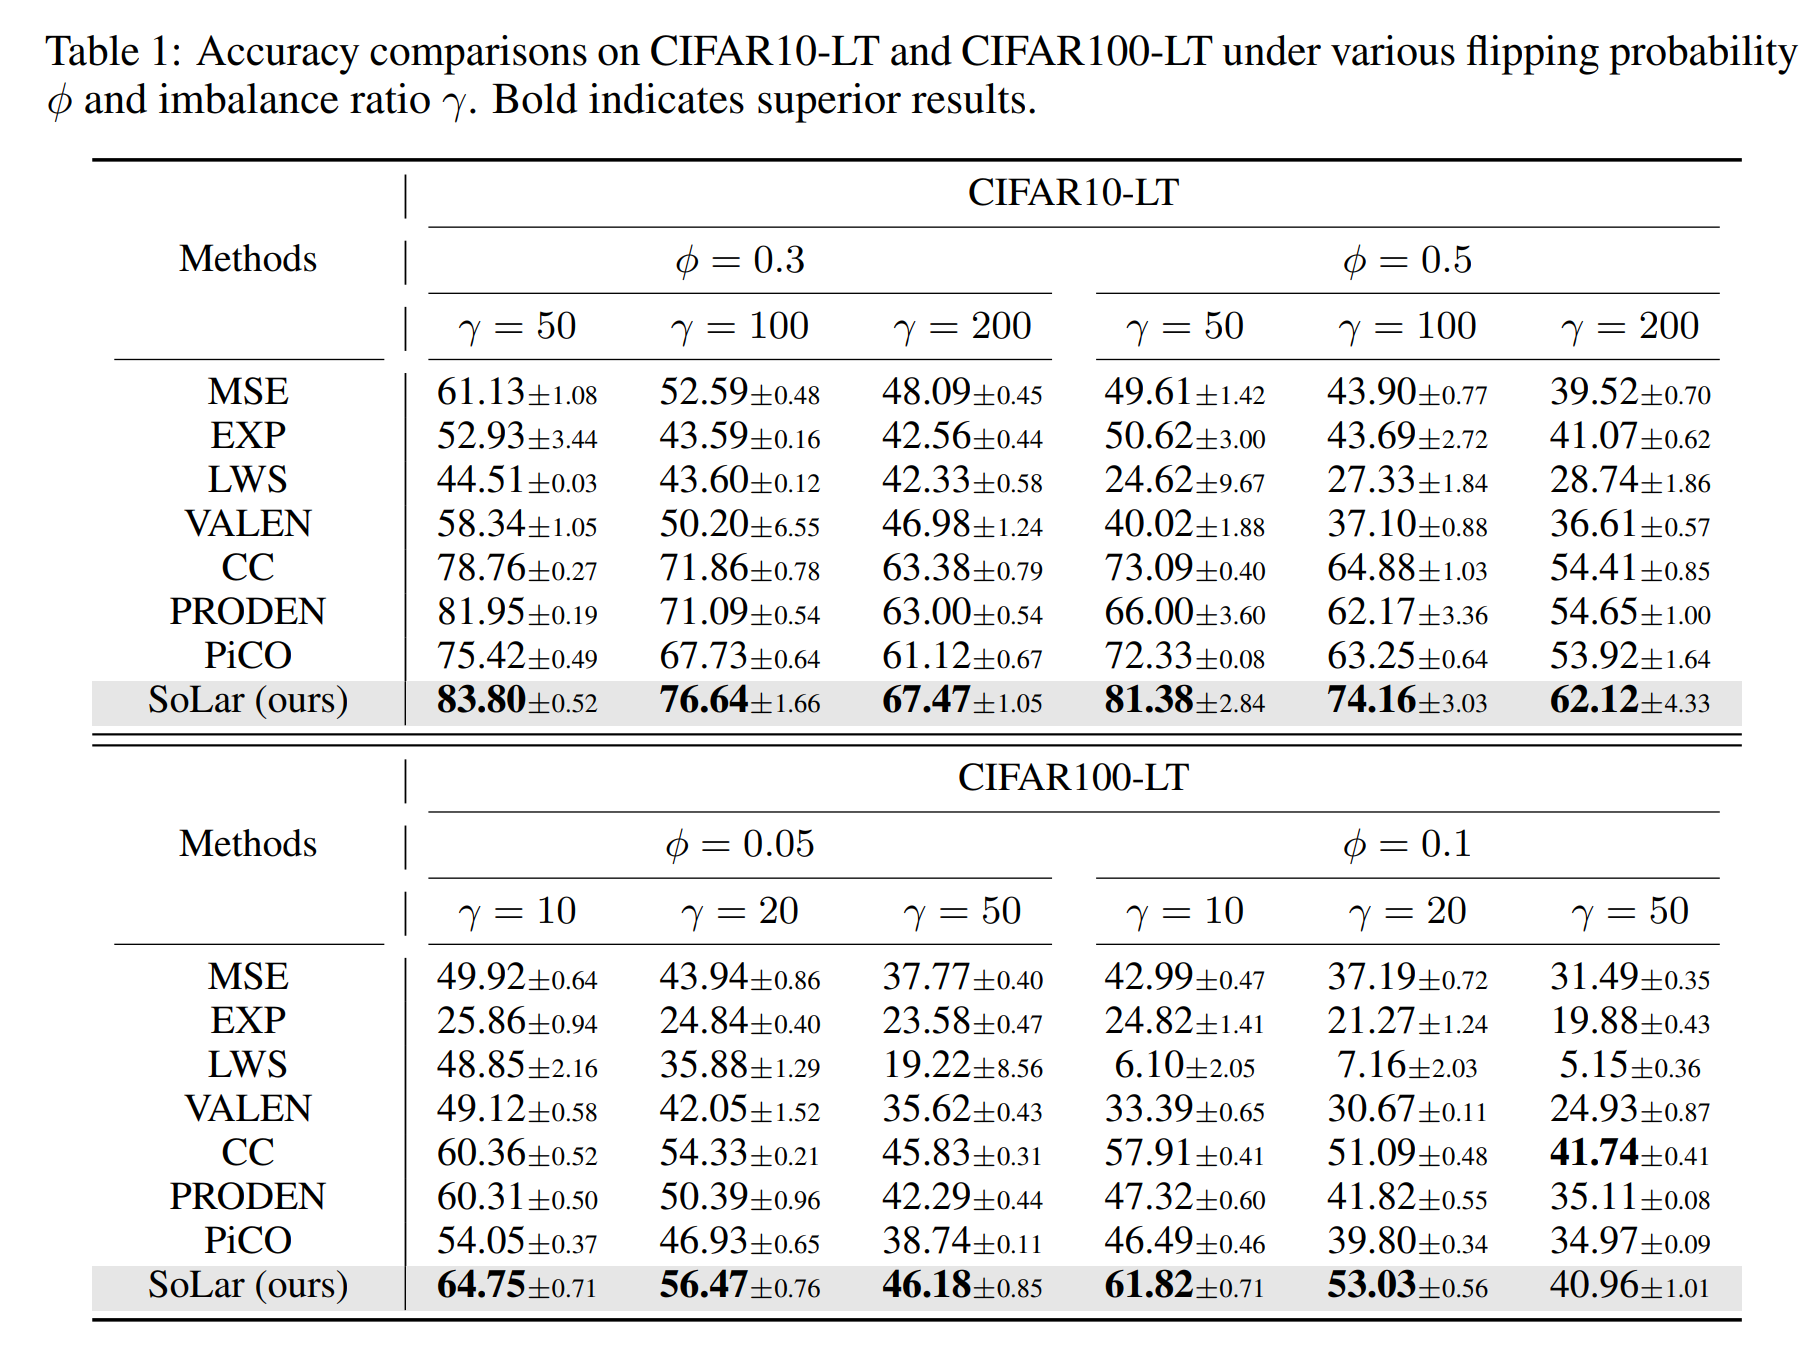 Table 1: Accuracy comparisons on CIFAR10-LT and CIFAR100-LT under various flipping probability
ϕ and imbalance ratio γ. Bold indicates superior results.
CIFAR10-LT
Methods ϕ = 0.3 ϕ = 0.5
γ = 50 γ = 100 γ = 200 γ = 50 γ = 100 γ = 200
MSE 61.13±1.08 52.59±0.48 48.09±0.45 49.61±1.42 43.90±0.77 39.52±0.70
EXP 52.93±3.44 43.59±0.16 42.56±0.44 50.62±3.00 43.69±2.72 41.07±0.62
LWS 44.51±0.03 43.60±0.12 42.33±0.58 24.62±9.67 27.33±1.84 28.74±1.86
VALEN 58.34±1.05 50.20±6.55 46.98±1.24 40.02±1.88 37.10±0.88 36.61±0.57
CC 78.76±0.27 71.86±0.78 63.38±0.79 73.09±0.40 64.88±1.03 54.41±0.85
PRODEN 81.95±0.19 71.09±0.54 63.00±0.54 66.00±3.60 62.17±3.36 54.65±1.00
PiCO 75.42±0.49 67.73±0.64 61.12±0.67 72.33±0.08 63.25±0.64 53.92±1.64
SoLar (ours) 83.80±0.52 76.64±1.66 67.47±1.05 81.38±2.84 74.16±3.03 62.12±4.33
CIFAR100-LT
Methods ϕ = 0.05 ϕ = 0.1
γ = 10 γ = 20 γ = 50 γ = 10 γ = 20 γ = 50
MSE 49.92±0.64 43.94±0.86 37.77±0.40 42.99±0.47 37.19±0.72 31.49±0.35
EXP 25.86±0.94 24.84±0.40 23.58±0.47 24.82±1.41 21.27±1.24 19.88±0.43
LWS 48.85±2.16 35.88±1.29 19.22±8.56 6.10±2.05 7.16±2.03 5.15±0.36
VALEN 49.12±0.58 42.05±1.52 35.62±0.43 33.39±0.65 30.67±0.11 24.93±0.87
CC 60.36±0.52 54.33±0.21 45.83±0.31 57.91±0.41 51.09±0.48 41.74±0.41
PRODEN 60.31±0.50 50.39±0.96 42.29±0.44 47.32±0.60 41.82±0.55 35.11±0.08
PiCO 54.05±0.37 46.93±0.65 38.74±0.11 46.49±0.46 39.80±0.34 34.97±0.09
SoLar (ours) 64.75±0.71 56.47±0.76 46.18±0.85 61.82±0.71 53.03±0.56 40.96±1.01